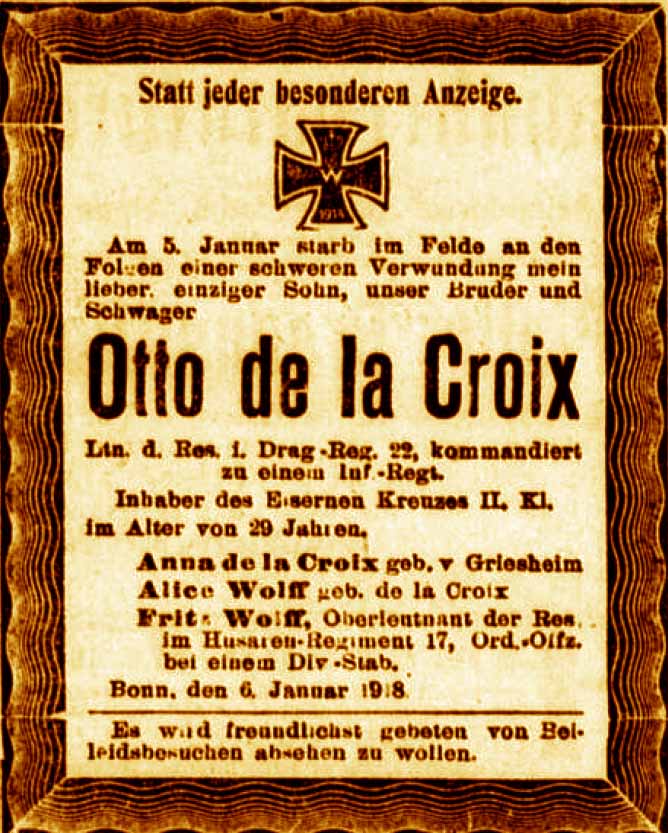 Statt jeder besonderen Anzeige.
W
1914
Am 5. Januar starb im Felde an den
Folgen einer schweren Verwundung mein
lieber, einziger Sohn, unser Bruder und
Schwager
Otto de la Croix
Ltn. d. Res. i. Drag.-Reg. 22, kommandiert
zu einem Inf.-Regt.
Inhaber des Eisernen Kreuzes II. Kl.
im Alter von 29 Jahren.
Anna de la Croix geb. v Griesheim
Alice Wolff geb. de la Croix
Fritz Wolff, Oberleutnant der Res.
im Husaren-Regiment 17, Ord.-Offz.
bei einem Div.-Stab.
Bonn, den 6. Januar 1918.
Es wird freundlichst gebeten von Bei-
leidsbesuchen absehen zu wollen.